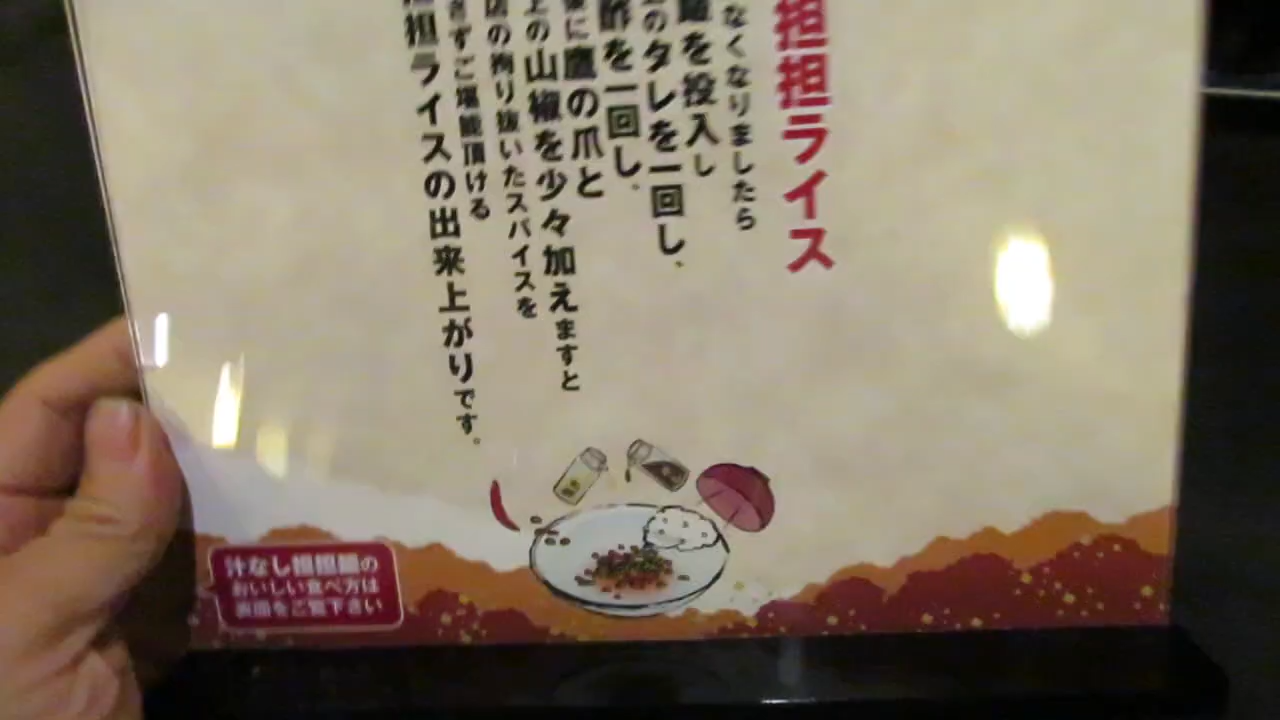 担担ライス
なくなりましたら
を投入し
のタレを一回し、
酢を一回し、
に鷹の爪と
上の山椒を少々加えますと
店の拘り抜いたスパイスを
きずご堪能頂ける
担ライスの出来上がりです。
汁なし担担麺の
おいしい食べ方は
裏面をご覧下さい